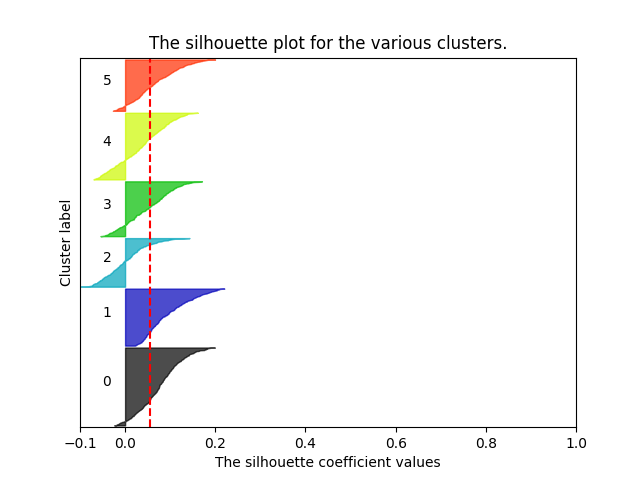 The silhouette plot for the various clusters.
Cluster label
5
4
3
2
1
0
−0.1 0.0 0.2 0.4 0.6 0.8 1.0
The silhouette coefficient values